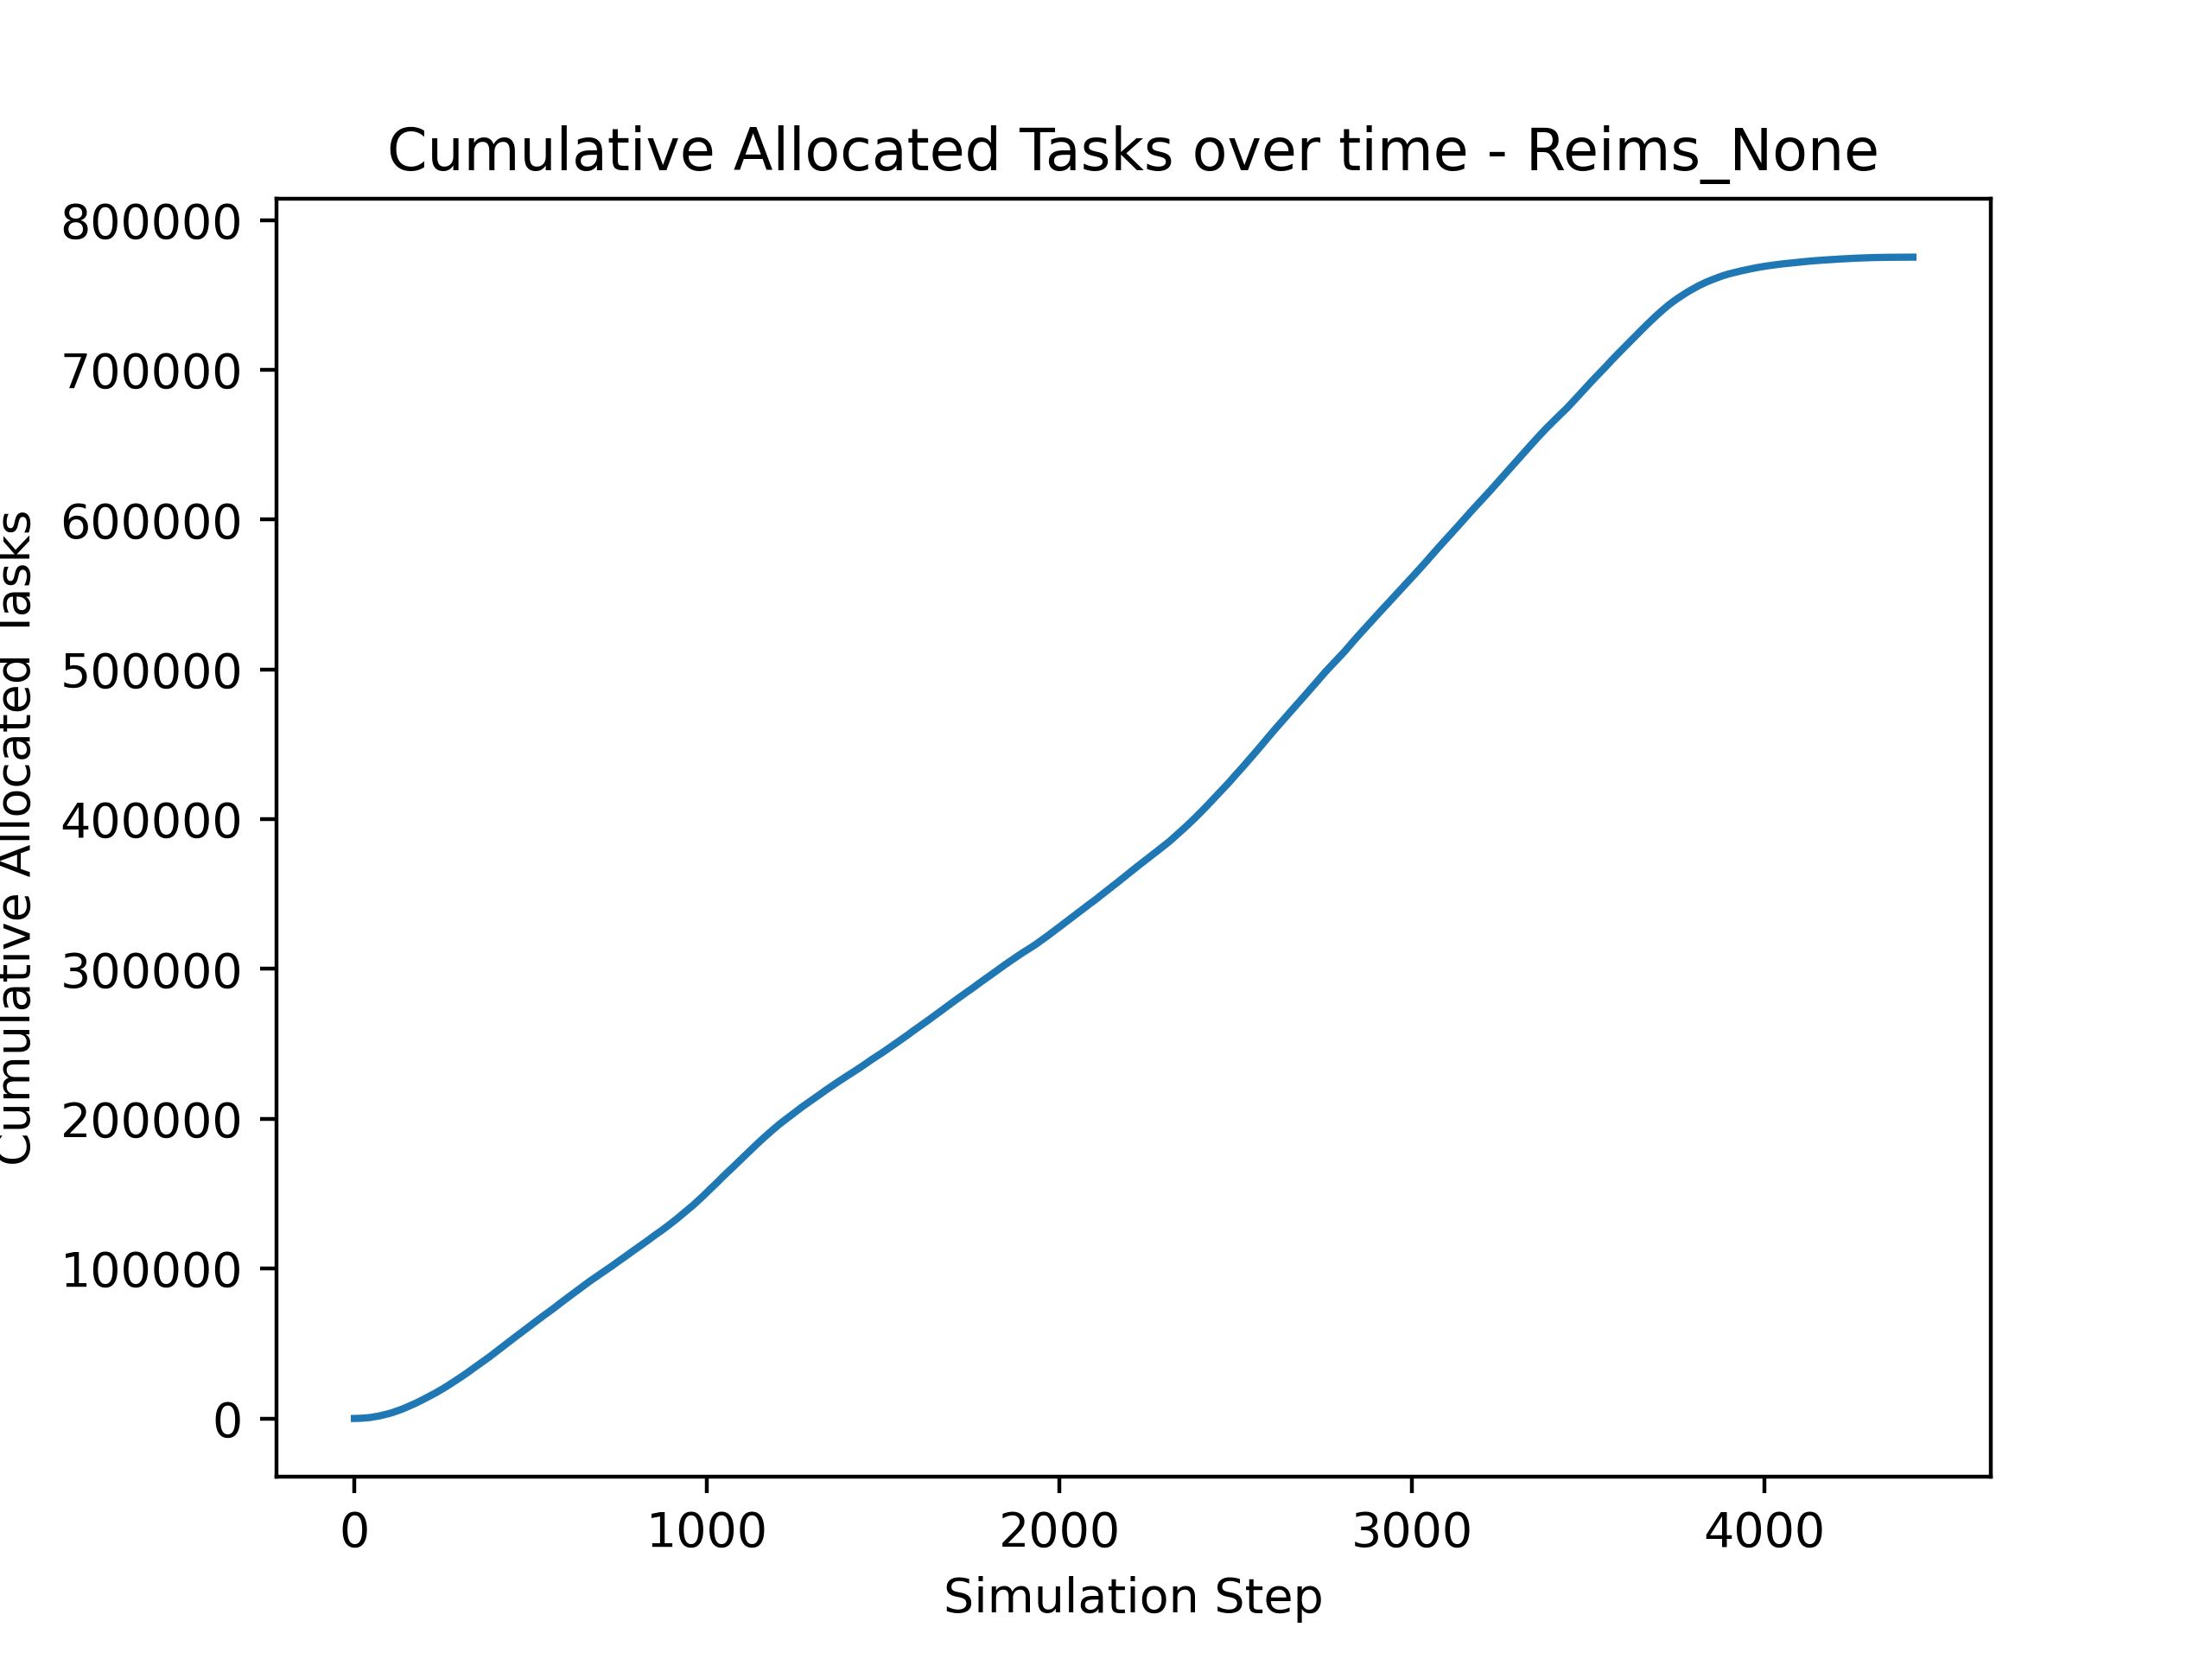 Cumulative Allocated Tasks over time - Reims_None
800000
700000
600000
500000
400000
300000
200000
100000
0
Cumulative Allocated Tasks
0 1000 2000 3000 4000
Simulation Step